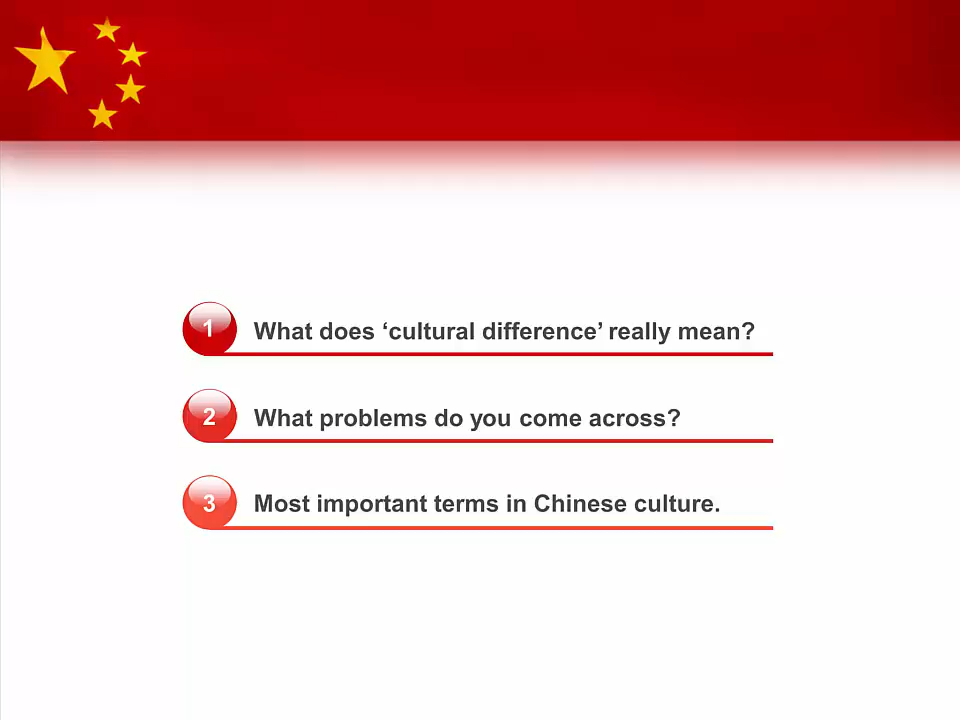 1 What does ‘cultural difference’ really mean?
2 What problems do you come across?
3 Most important terms in Chinese culture.